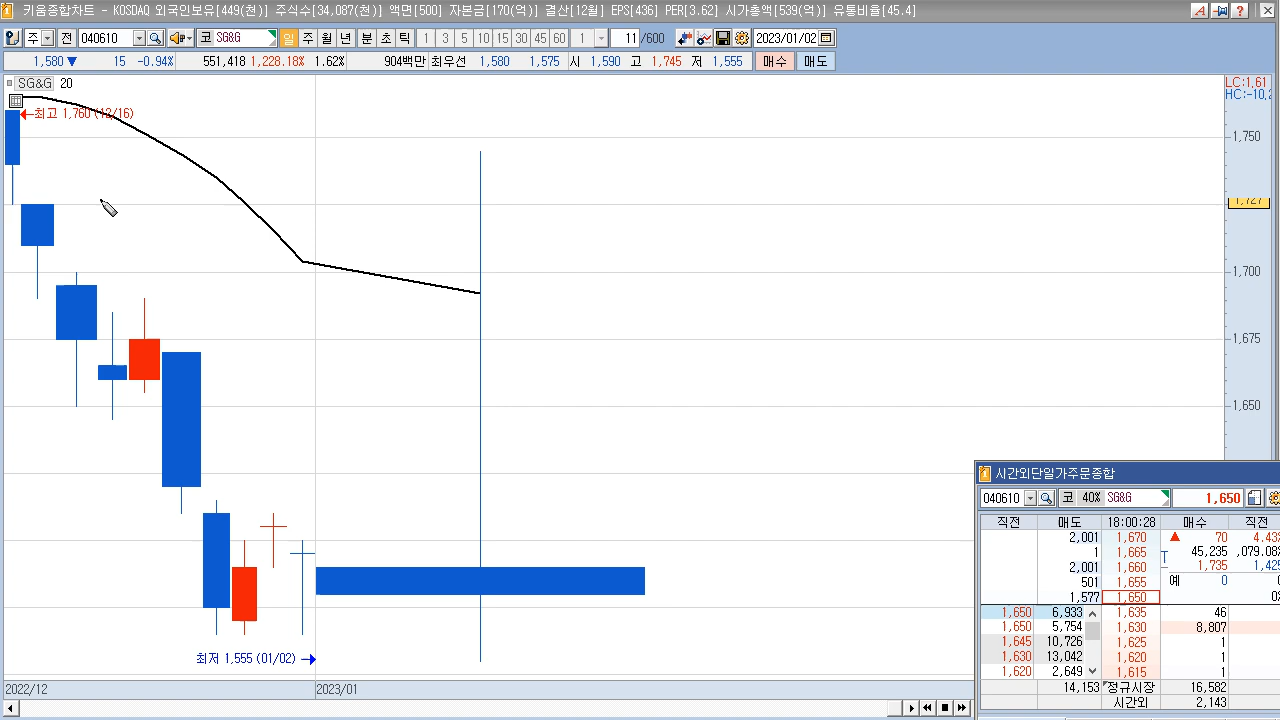 키움종합차트 - KOSDAQ 외국인보유[449(천)] 주식수[34,087(천)] 액면[500] 자본금[170(억)] 결산[12월] EPS[436] PER[3.62] 시가총액[539(억)] 유통비율[45.4]
주 전 040610 코 SG&G 일 주 월 년 분 초 틱 1 3 5 10 15 30 45 60 1 11 /600 2023/01/02
1,580 ▼ 15 -0.94% 551,418 1,228.18% 1.62% 904백만 최우선 1,580 1,575 시 1,590 고 1,745 저 1,555 매수 매도
SG&G 20
LC:1,61
HC:-10,2
←최고 1,760 (12/16)
1,750
1,727
1,700
1,675
1,650
최저 1,555 (01/02) →
2022/12 2023/01
시간외단일가주문종합
040610 코 40% SG&G 1,650
직전 매도 18:00:28 매수 직전
2,001 1,670 ▲ 70 4.43
1 1,665 45,235 ,079.08
2,001 1,660 1,735 1,425
501 1,655 예 0
1,577 1,650
1,650 6,933 1,635 46
1,650 5,754 1,630 8,807
1,645 10,726 1,625 1
1,630 13,042 1,620 1
1,620 2,649 1,615 1
14,153 정규시장 16,582
시간외 2,143